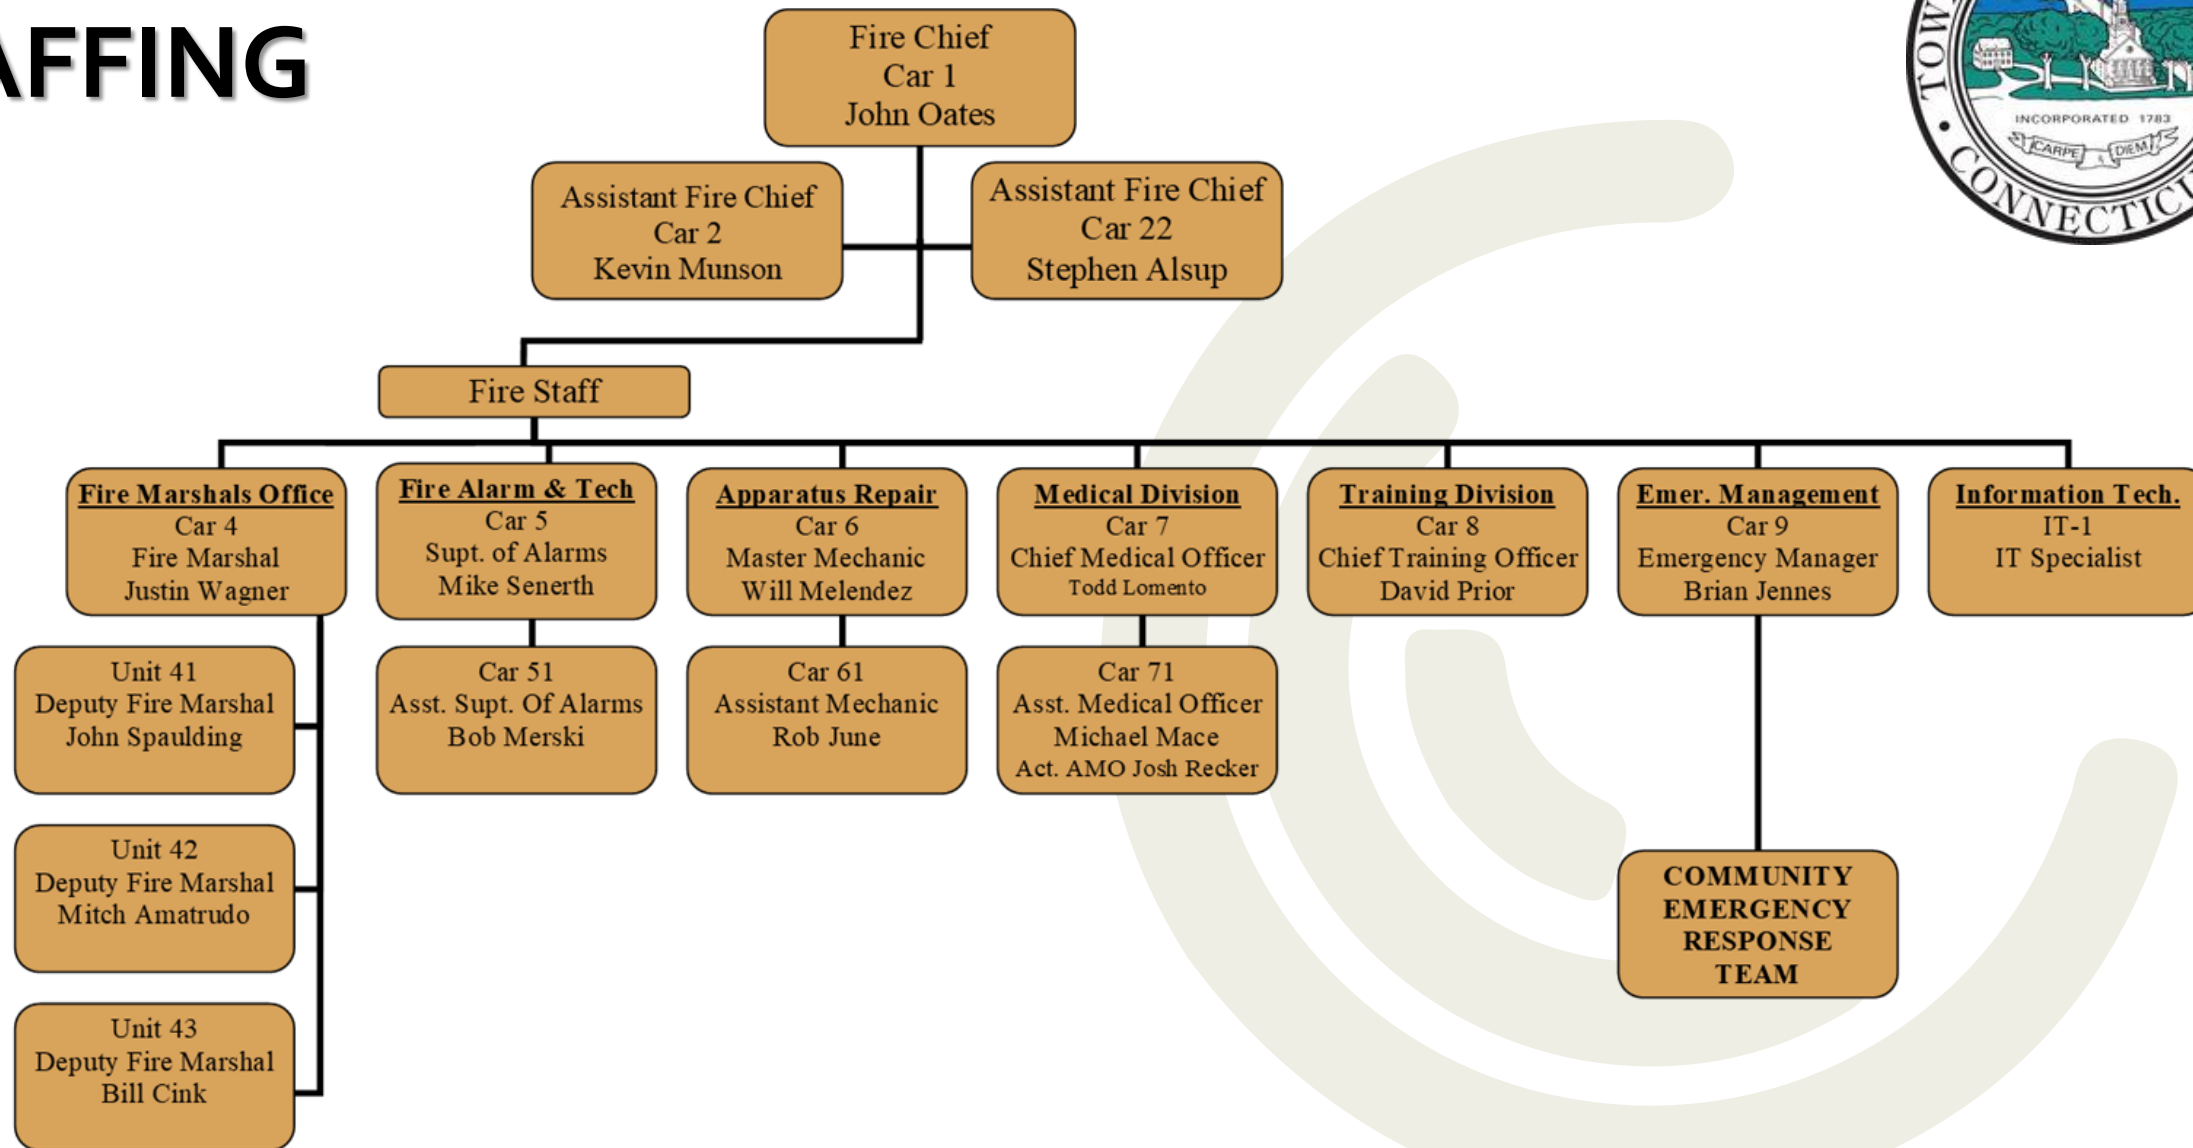 AFFING
Fire Chief
Car 1
John Oates
Assistant Fire Chief
Car 2
Kevin Munson
Assistant Fire Chief
Car 22
Stephen Alsup
INCORPORATED 1783
CARPE DIEM
Fire Staff
Fire Marshals Office
Car 4
Fire Marshal
Justin Wagner
Fire Alarm & Tech
Car 5
Supt. of Alarms
Mike Senerth
Apparatus Repair
Car 6
Master Mechanic
Will Melendez
Medical Division
Car 7
Chief Medical Officer
Todd Lomento
Training Division
Car 8
Chief Training Officer
David Prior
Emer. Management
Car 9
Emergency Manager
Brian Jennes
Information Tech.
IT-1
IT Specialist
Unit 41
Deputy Fire Marshal
John Spaulding
Car 51
Asst. Supt. Of Alarms
Bob Merski
Car 61
Assistant Mechanic
Rob June
Car 71
Asst. Medical Officer
Michael Mace
Act. AMO Josh Recker
Unit 42
Deputy Fire Marshal
Mitch Amatrudo
COMMUNITY
EMERGENCY
RESPONSE
TEAM
Unit 43
Deputy Fire Marshal
Bill Cink